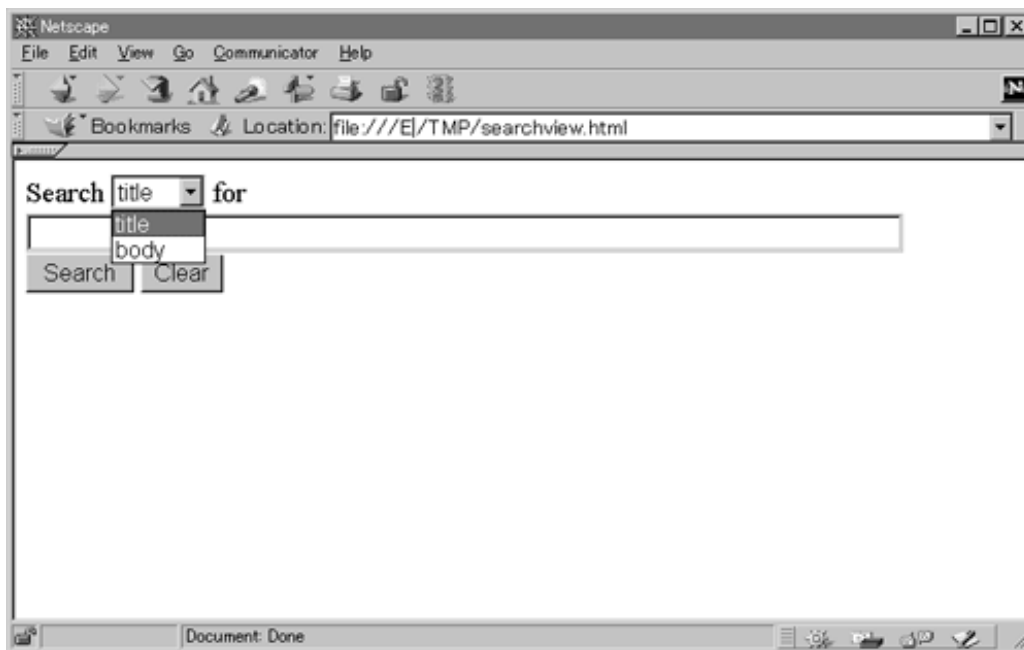 Netscape
File Edit View Go Communicator Help
Bookmarks Location: file:///E|/TMP/searchview.html
N
Search title for
title
body
Search Clear
Document: Done